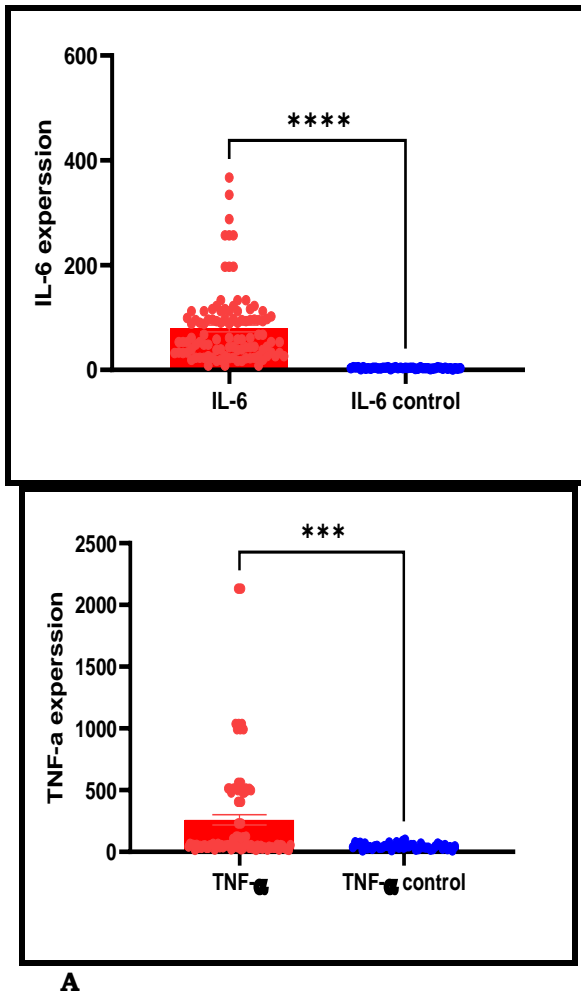 600
****
400
IL-6 experssion
200
0
IL-6
IL-6 control
2500
***
2000
1500
TNF-a experssion
1000
500
0
TNF-α
TNF-α control
A